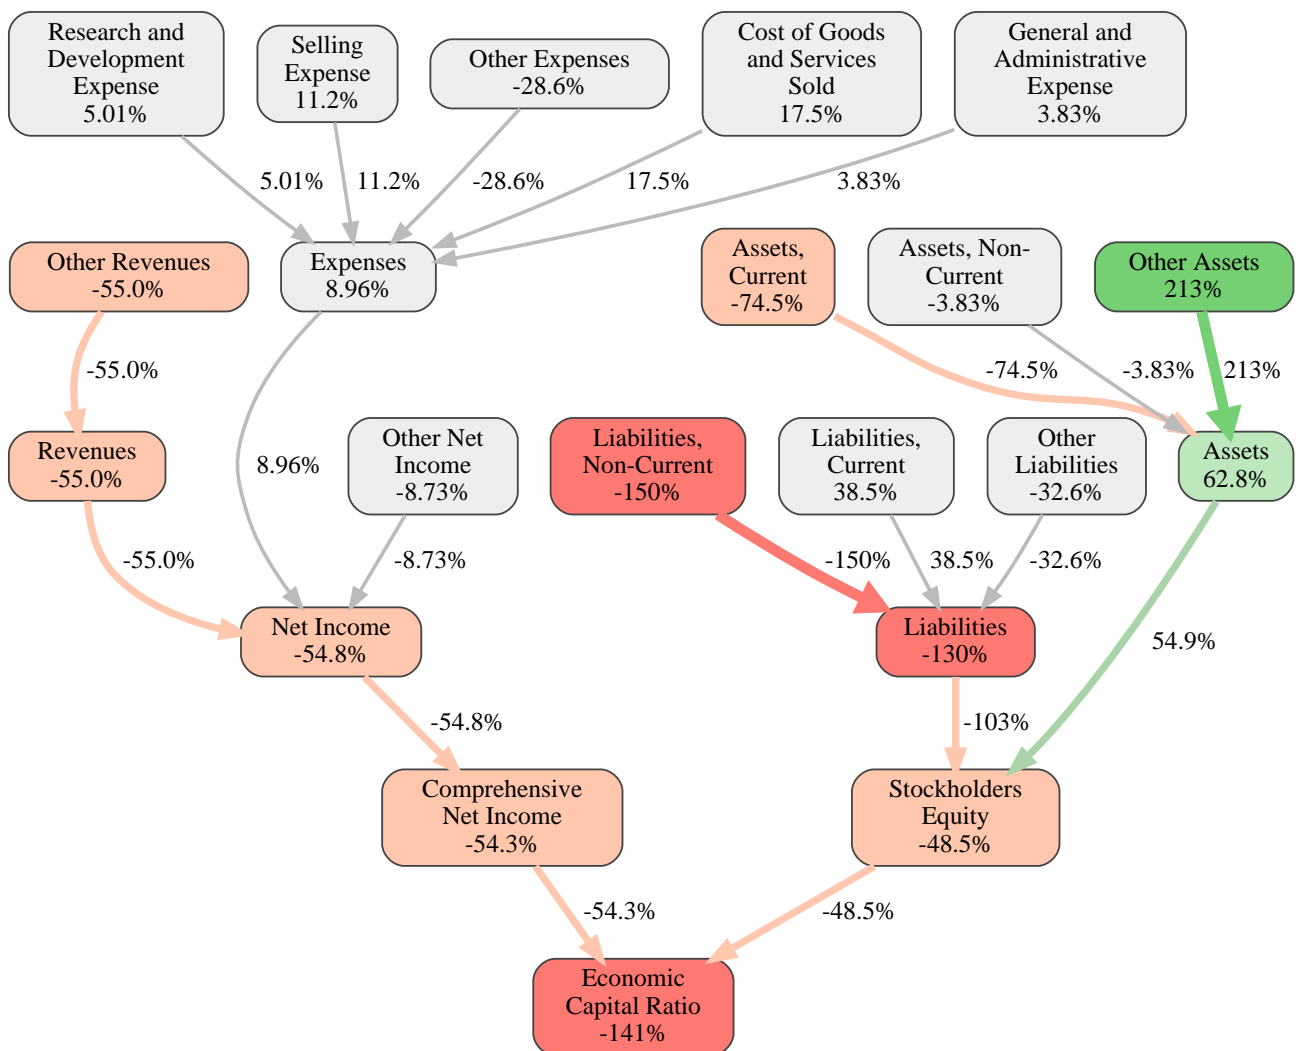 Research and
Development
Expense
5.01%
Selling
Expense
11.2%
Other Expenses
-28.6%
Cost of Goods
and Services
Sold
17.5%
General and
Administrative
Expense
3.83%
5.01%
11.2%
-28.6%
17.5%
3.83%
Other Revenues
-55.0%
Expenses
8.96%
Assets,
Current
-74.5%
Assets, Non-
Current
-3.83%
Other Assets
213%
-55.0%
-74.5%
-3.83%
213%
Revenues
-55.0%
8.96%
Other Net
Income
-8.73%
Liabilities,
Non-Current
-150%
Liabilities,
Current
38.5%
Other
Liabilities
-32.6%
Assets
62.8%
-55.0%
-8.73%
-150%
38.5%
-32.6%
Net Income
-54.8%
Liabilities
-130%
54.9%
-54.8%
-103%
Comprehensive
Net Income
-54.3%
Stockholders
Equity
-48.5%
-54.3%
-48.5%
Economic
Capital Ratio
-141%